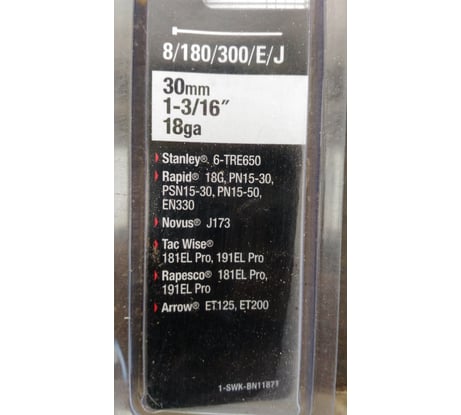 8/180/300/E/J
30mm
1-3/16"
18ga
Stanley®, 6-TRE650
Rapid® 18G, PN15-30,
PSN15-30, PN15-50,
EN330
Novus® J173
Tac Wise®
181EL Pro, 191EL Pro
Rapesco® 181EL Pro,
191EL Pro
Arrow® ET125, ET200
1-SWK-BN1187T